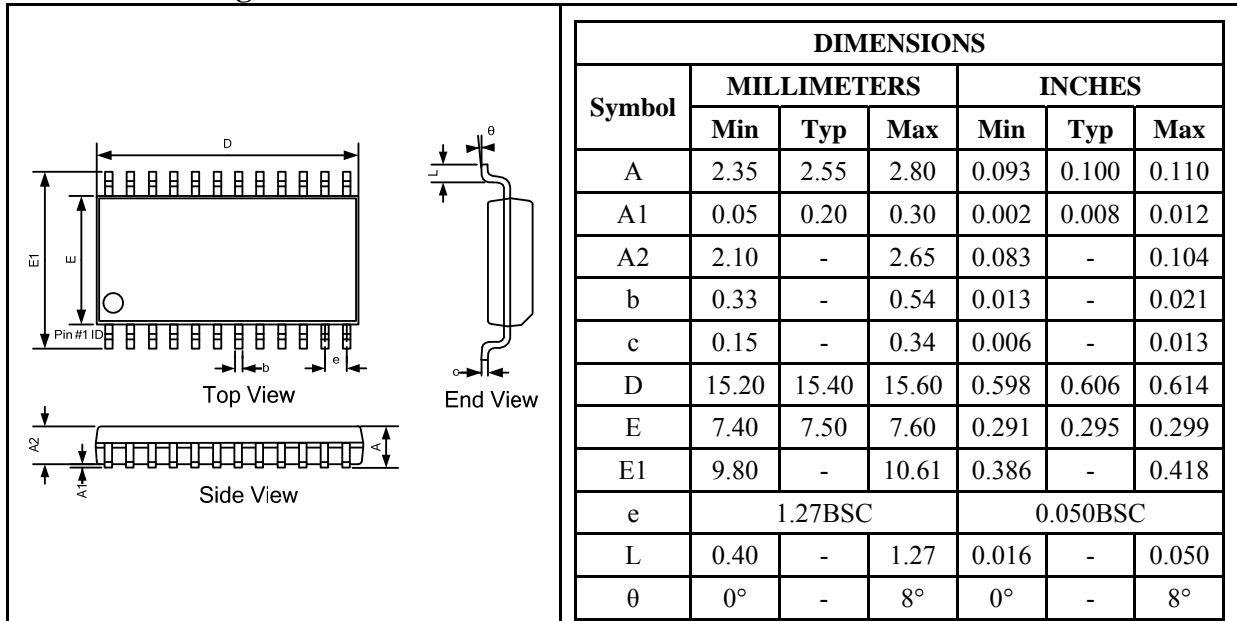 D
E1
E
Pin #1 ID
b
e
Top View
θ
L
c
End View
A2
A1
A
Side View
DIMENSIONS
Symbol MILLIMETERS INCHES
Min Typ Max Min Typ Max
A 2.35 2.55 2.80 0.093 0.100 0.110
A1 0.05 0.20 0.30 0.002 0.008 0.012
A2 2.10 - 2.65 0.083 - 0.104
b 0.33 - 0.54 0.013 - 0.021
c 0.15 - 0.34 0.006 - 0.013
D 15.20 15.40 15.60 0.598 0.606 0.614
E 7.40 7.50 7.60 0.291 0.295 0.299
E1 9.80 - 10.61 0.386 - 0.418
e 1.27BSC 0.050BSC
L 0.40 - 1.27 0.016 - 0.050
θ 0° - 8° 0° - 8°